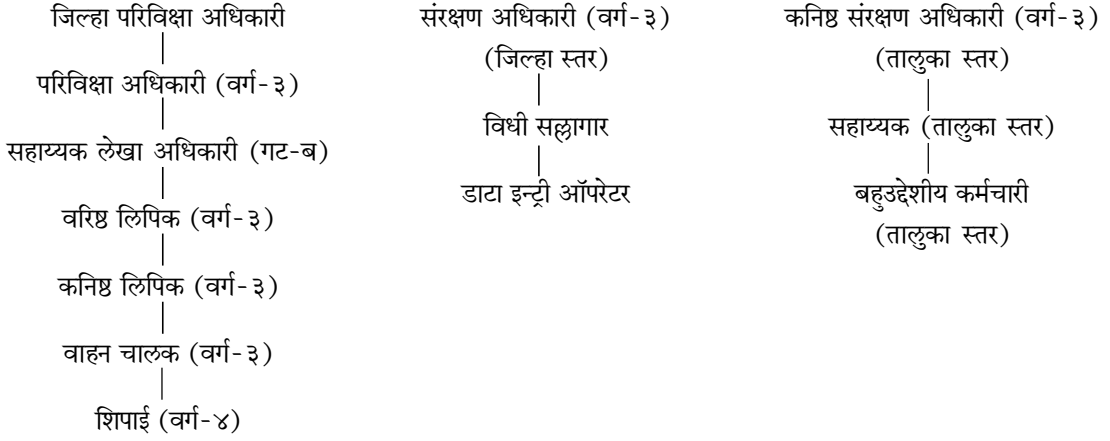 जिल्हा परिविक्षा अधिकारी
परिविक्षा अधिकारी (वर्ग-३)
सहाय्यक लेखा अधिकारी (गट-ब)
वरिष्ठ लिपिक (वर्ग-३)
कनिष्ठ लिपिक (वर्ग-३)
वाहन चालक (वर्ग-३)
शिपाई (वर्ग-४)
संरक्षण अधिकारी (वर्ग-३)
(जिल्हा स्तर)
विधी सल्लागार
डाटा इन्ट्री ऑपरेटर
कनिष्ठ संरक्षण अधिकारी (वर्ग-३)
(तालुका स्तर)
सहाय्यक (तालुका स्तर)
बहुउद्देशीय कर्मचारी
(तालुका स्तर)